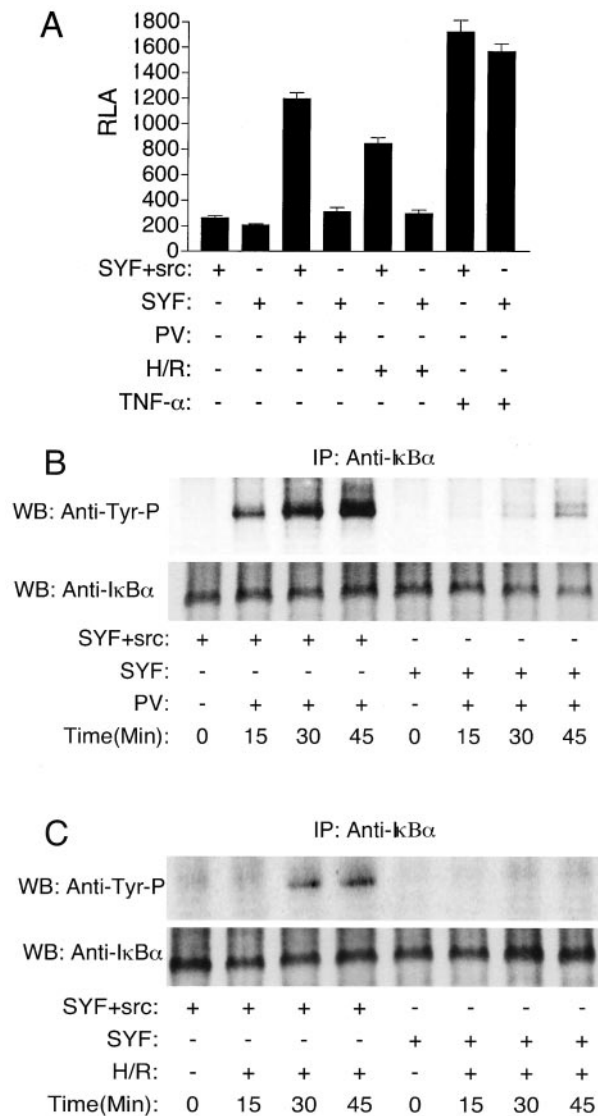 A
RLA
1800
1600
1400
1200
1000
800
600
400
200
0
SYF+src: + - + - + - + -
SYF: - + - + - + - +
PV: - - + + - - - -
H/R: - - - - + + - -
TNF-α: - - - - - - + +
B
IP: Anti-IκBα
WB: Anti-Tyr-P
WB: Anti-IκBα
SYF+src: + + + + - - - -
SYF: - - - - + + + +
PV: - + + + - + + +
Time(Min): 0 15 30 45 0 15 30 45
C
IP: Anti-IκBα
WB: Anti-Tyr-P
WB: Anti-IκBα
SYF+src: + + + + - - - -
SYF: - - - - + + + +
H/R: - + + + - + + +
Time(Min): 0 15 30 45 0 15 30 45